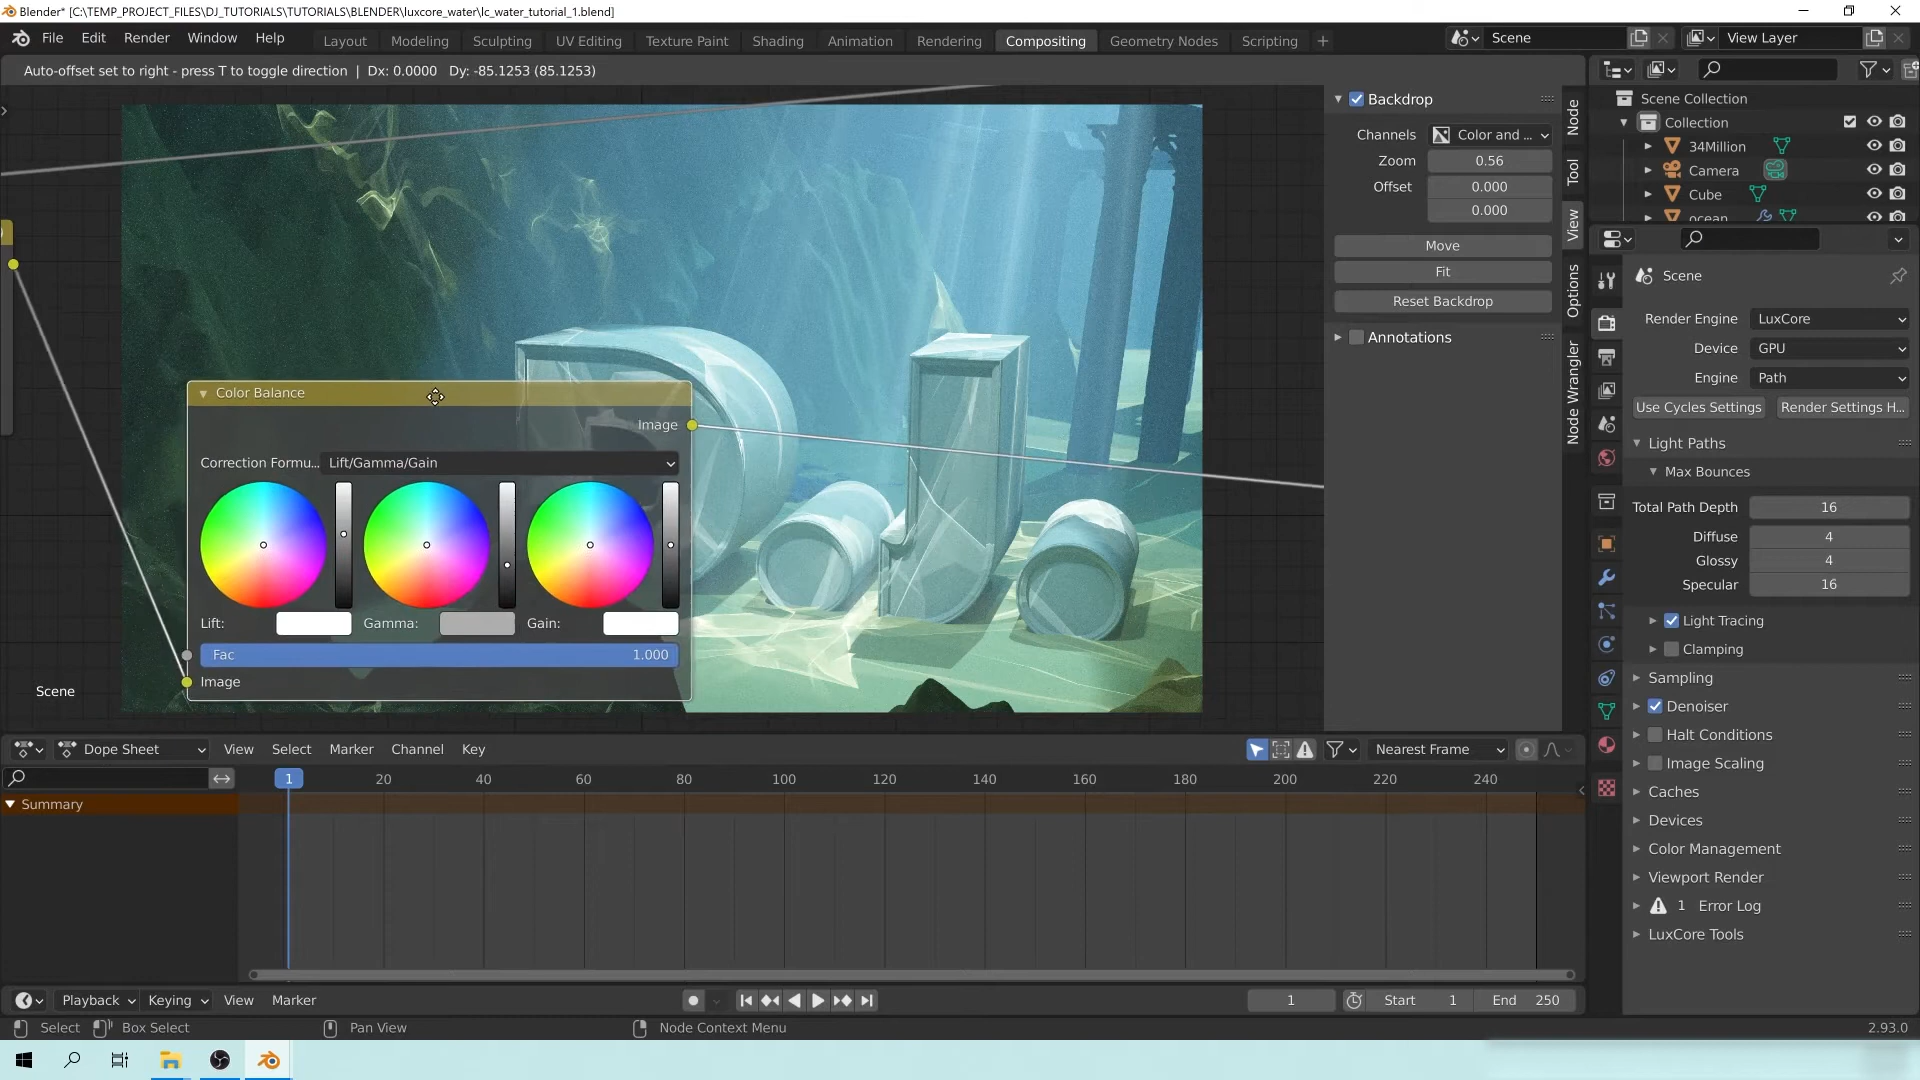 Blender* [C:\TEMP_PROJECT_FILES\DJ_TUTORIALS\TUTORIALS\BLENDER\luxcore_water\lc_water_tutorial_1.blend]
File Edit Render Window Help Layout Modeling Sculpting UV Editing Texture Paint Shading Animation Rendering Compositing Geometry Nodes Scripting + Scene View Layer
Auto-offset set to right - press T to toggle direction | Dx: 0.0000 Dy: -85.1253 (85.1253)
Backdrop
Channels Color and ...
Zoom 0.56
Offset 0.000
0.000
Move
Fit
Reset Backdrop
Annotations
Node
Tool
View
Options
Node Wrangler
Scene Collection
Collection
34Million
Camera
Cube
ocean
Scene
Render Engine LuxCore
Device GPU
Engine Path
Use Cycles Settings Render Settings H...
Light Paths
Max Bounces
Total Path Depth 16
Diffuse 4
Glossy 4
Specular 16
Light Tracing
Clamping
Sampling
Denoiser
Halt Conditions
Image Scaling
Caches
Devices
Color Management
Viewport Render
1 Error Log
LuxCore Tools
Color Balance
Image
Correction Formu... Lift/Gamma/Gain
Lift: Gamma: Gain:
Fac 1.000
Image
Scene
Dope Sheet View Select Marker Channel Key Nearest Frame
1 20 40 60 80 100 120 140 160 180 200 220 240
Summary
Playback Keying View Marker 1 Start 1 End 250
Select Box Select Pan View Node Context Menu 2.93.0